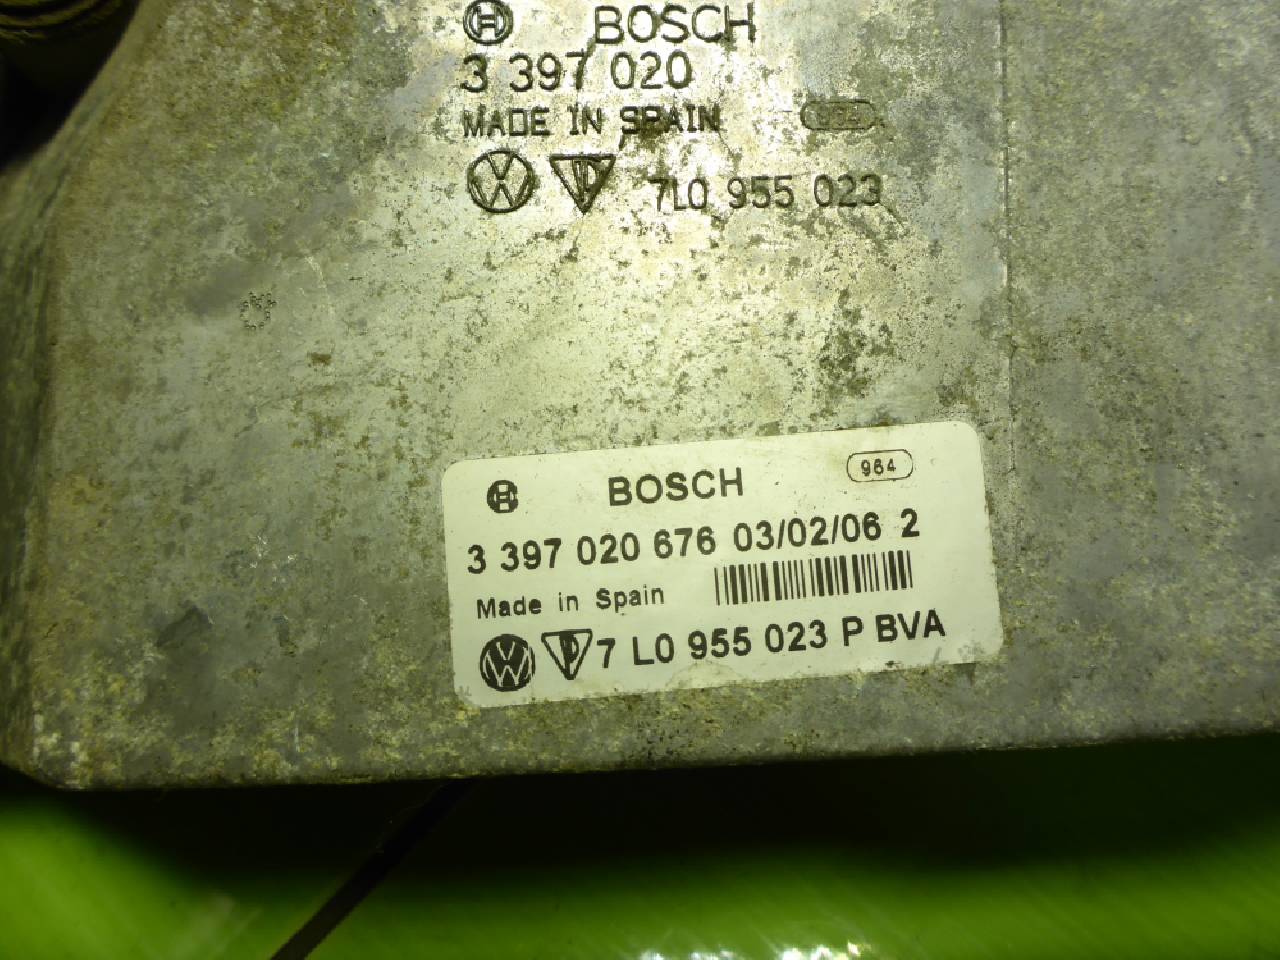 BOSCH
3 397 020
MADE IN SPAIN
7L0 955 023
BOSCH 964
3 397 020 676 03/02/06 2
Made in Spain
7 L0 955 023 P BVA